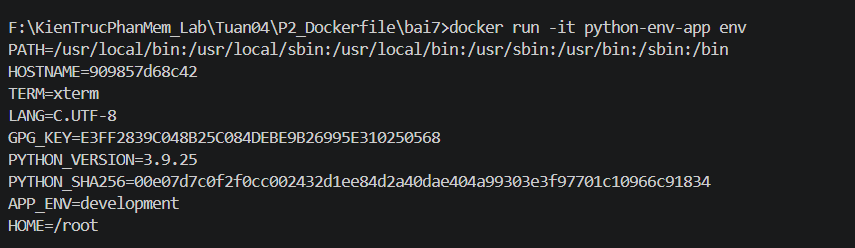 F:\KienTrucPhanMem_Lab\Tuan04\P2_Dockerfile\bai7>docker run -it python-env-app env
PATH=/usr/local/bin:/usr/local/sbin:/usr/local/bin:/usr/sbin:/usr/bin:/sbin:/bin
HOSTNAME=909857d68c42
TERM=xterm
LANG=C.UTF-8
GPG_KEY=E3FF2839C048B25C084DEBE9B26995E310250568
PYTHON_VERSION=3.9.25
PYTHON_SHA256=00e07d7c0f2f0cc002432d1ee84d2a40dae404a99303e3f97701c10966c91834
APP_ENV=development
HOME=/root